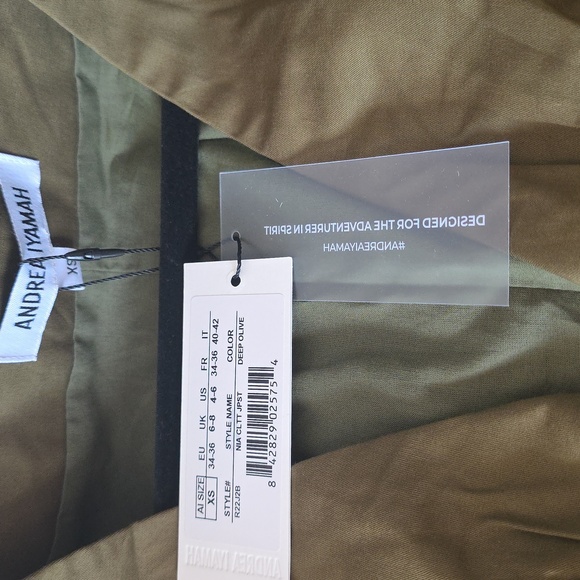 ANDREA IYAMAH
XS
DESIGNED FOR THE ADVENTURER IN SPIRIT
#ANDREAIYAMAH
AI SIZE EU UK US FR IT
XS 34-36 6-8 4-6 34-36 40-42
STYLE# STYLE NAME COLOR
R22J2B NIA CLTT JPST DEEP OLIVE
8 42829 02575 4
ANDREA IYAMAH